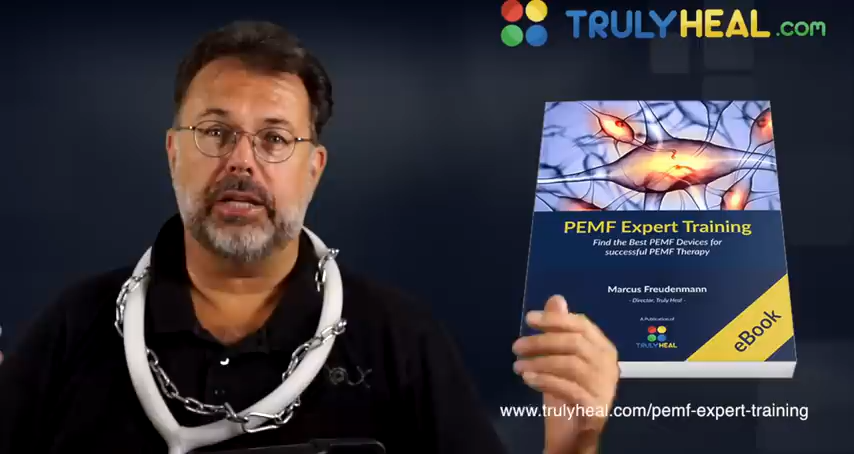 TRULYHEAL.com
PEMF Expert Training
Find the Best PEMF Devices for
successful PEMF Therapy
Marcus Freudenmann
- Director, Truly Heal -
A Publication of
TRULYHEAL
eBook
www.trulyheal.com/pemf-expert-training